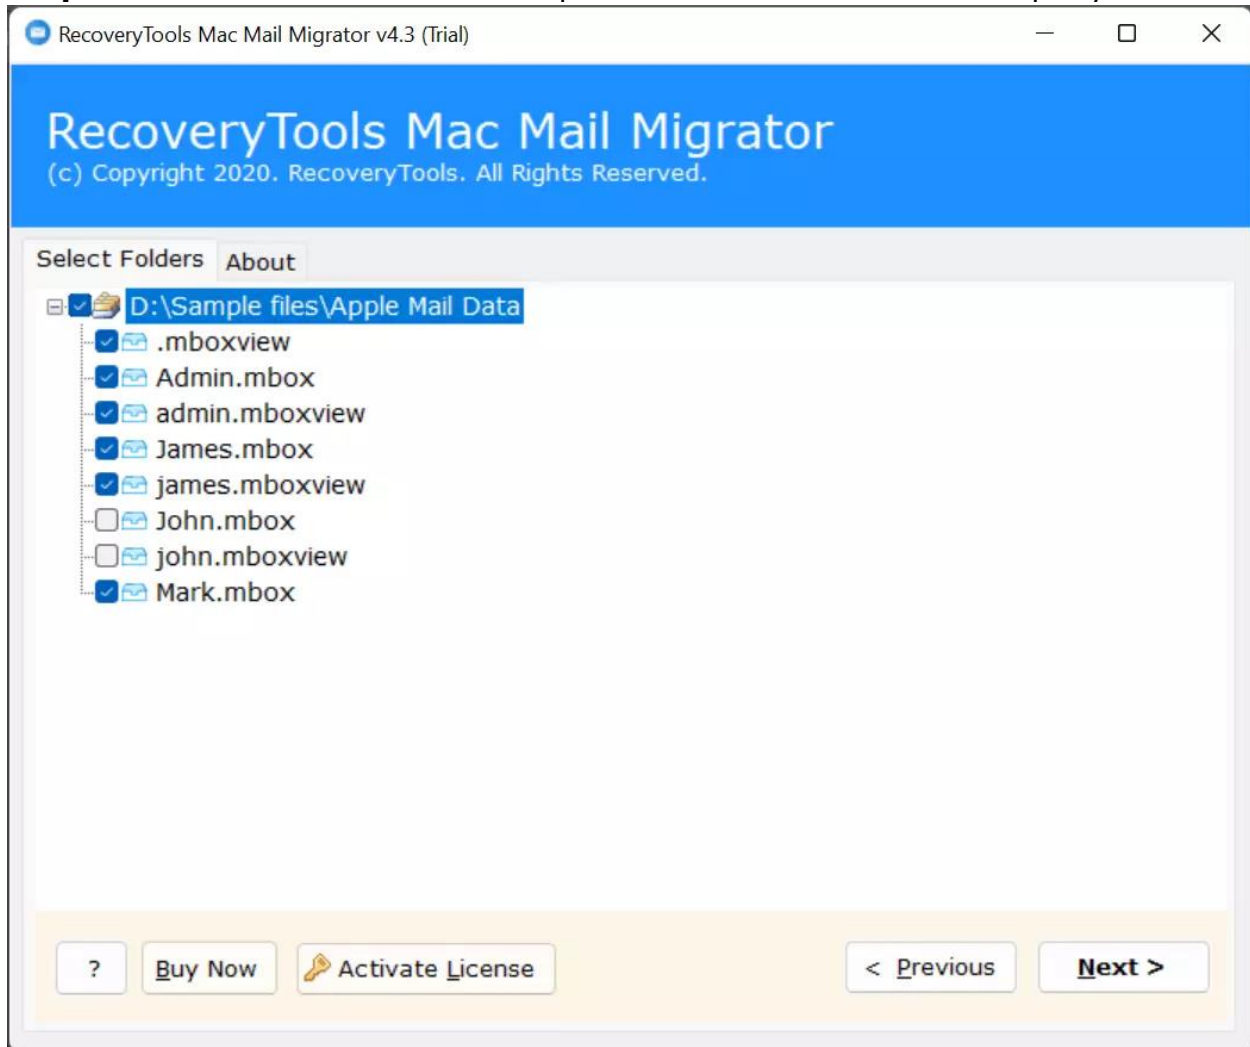 RecoveryTools Mac Mail Migrator v4.3 (Trial)
RecoveryTools Mac Mail Migrator
(c) Copyright 2020. RecoveryTools. All Rights Reserved.
Select Folders About
D:\Sample files\Apple Mail Data
.mboxview
Admin.mbox
admin.mboxview
James.mbox
james.mboxview
John.mbox
john.mboxview
Mark.mbox
? Buy Now Activate License < Previous Next >